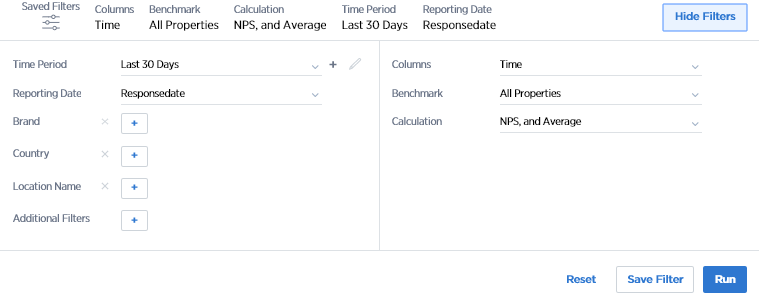 Saved Filters Columns Benchmark Calculation Time Period Reporting Date
Time All Properties NPS, and Average Last 30 Days Responsedate
Hide Filters
Time Period Last 30 Days +
Reporting Date Responsedate
Brand × +
Country × +
Location Name × +
Additional Filters +
Columns Time
Benchmark All Properties
Calculation NPS, and Average
Reset Save Filter Run